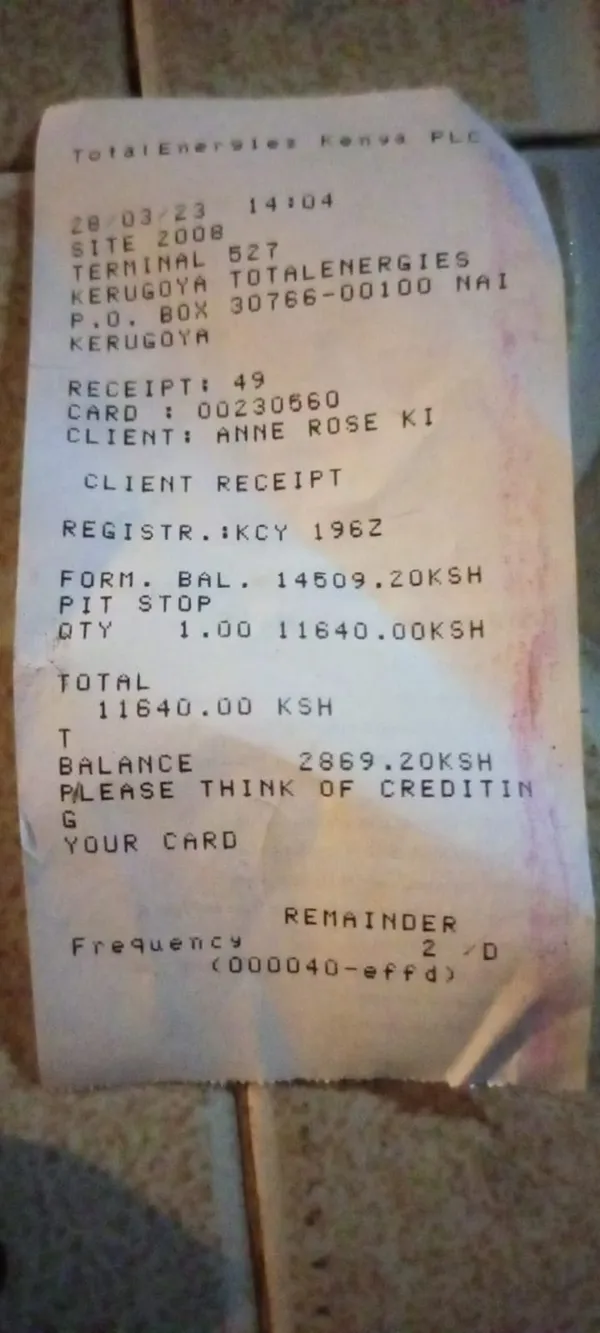 TotalEnergies Kenya PLC
28/03/23 14:04
SITE 2008
TERMINAL 527
KERUGOYA TOTALENERGIES
P.O. BOX 30766-00100 NAI
KERUGOYA
RECEIPT: 49
CARD : 00230560
CLIENT: ANNE ROSE KI
CLIENT RECEIPT
REGISTR.:KCY 196Z
FORM. BAL. 14509.20KSH
PIT STOP
QTY 1.00 11640.00KSH
TOTAL
11640.00 KSH
T
BALANCE 2869.20KSH
PLEASE THINK OF CREDITIN
G
YOUR CARD
REMAINDER
Frequency 2 /D
(000040-effd)